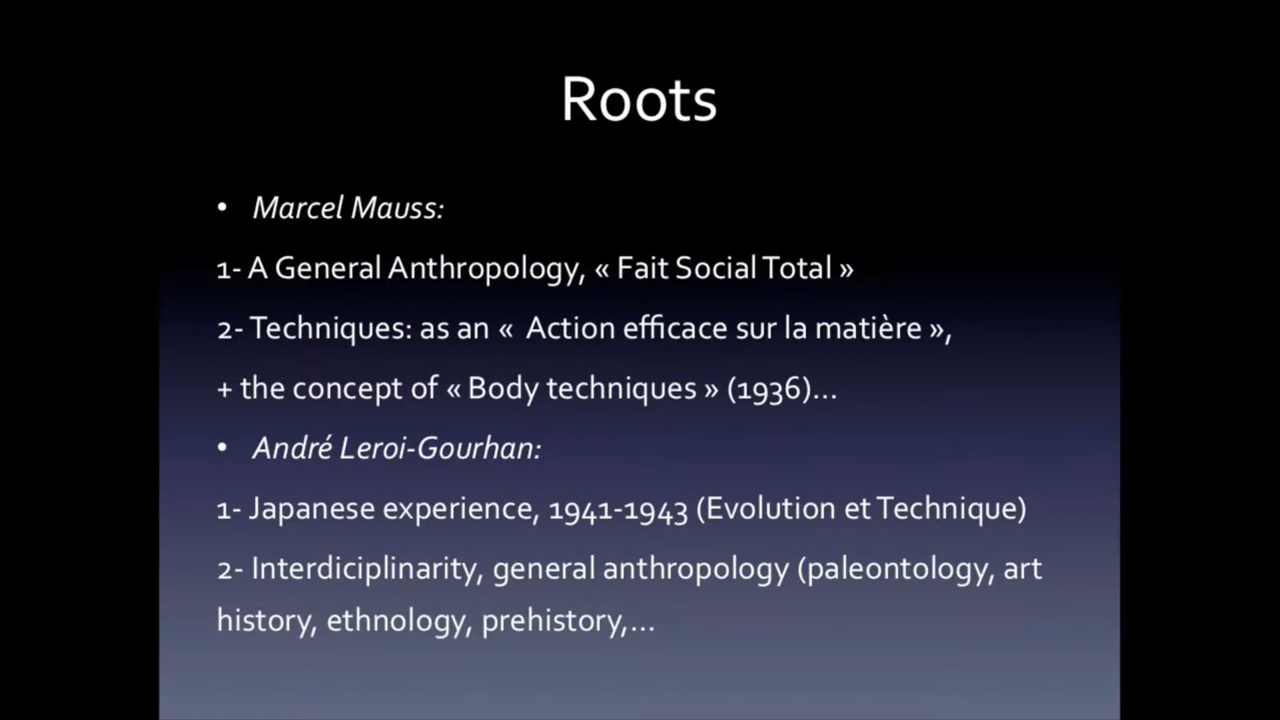 Roots
• Marcel Mauss:
1- A General Anthropology, « Fait Social Total »
2- Techniques: as an «  Action efficace sur la matière »,
+ the concept of « Body techniques » (1936)...
• André Leroi-Gourhan:
1- Japanese experience, 1941-1943 (Evolution et Technique)
2- Interdiciplinarity, general anthropology (paleontology, art
history, ethnology, prehistory,...